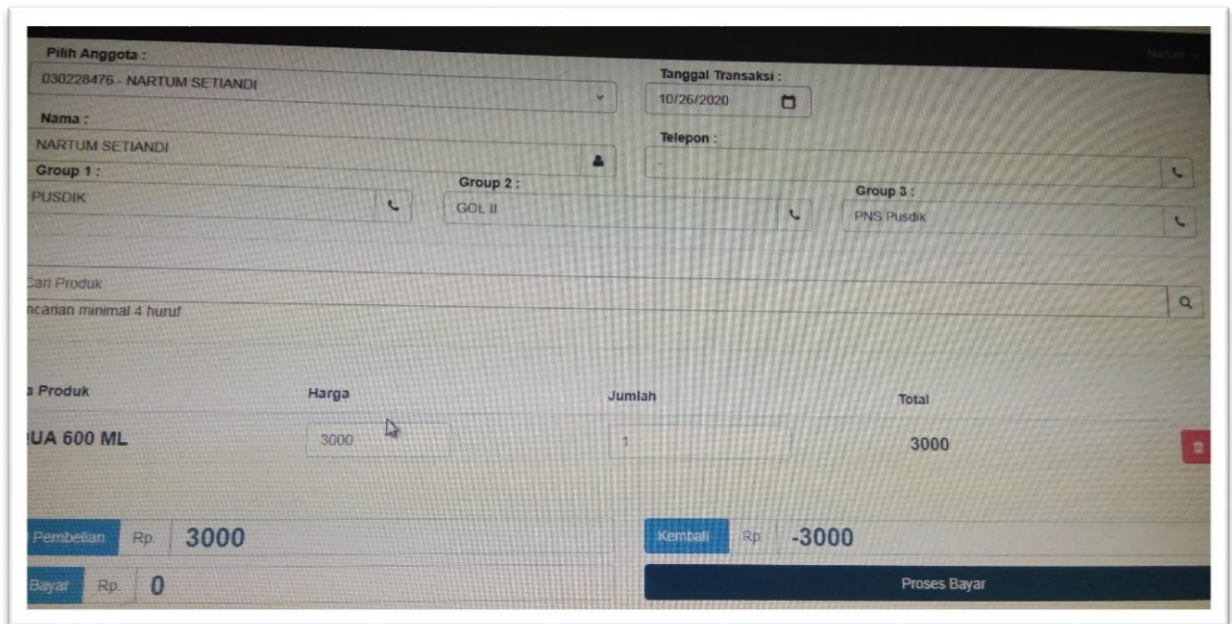 Pilih Anggota :
030228476 - NARTUM SETIANDI
Tanggal Transaksi :
10/26/2020
Nama :
NARTUM SETIANDI
Telepon :
-
Group 1 :
PUSDIK
Group 2 :
GOL II
Group 3 :
PNS Pusdik
Cari Produk
ncarian minimal 4 huruf
a Produk Harga Jumlah Total
QUA 600 ML 3000 1 3000
Pembelian Rp. 3000
Kembali Rp. -3000
Bayar Rp. 0
Proses Bayar